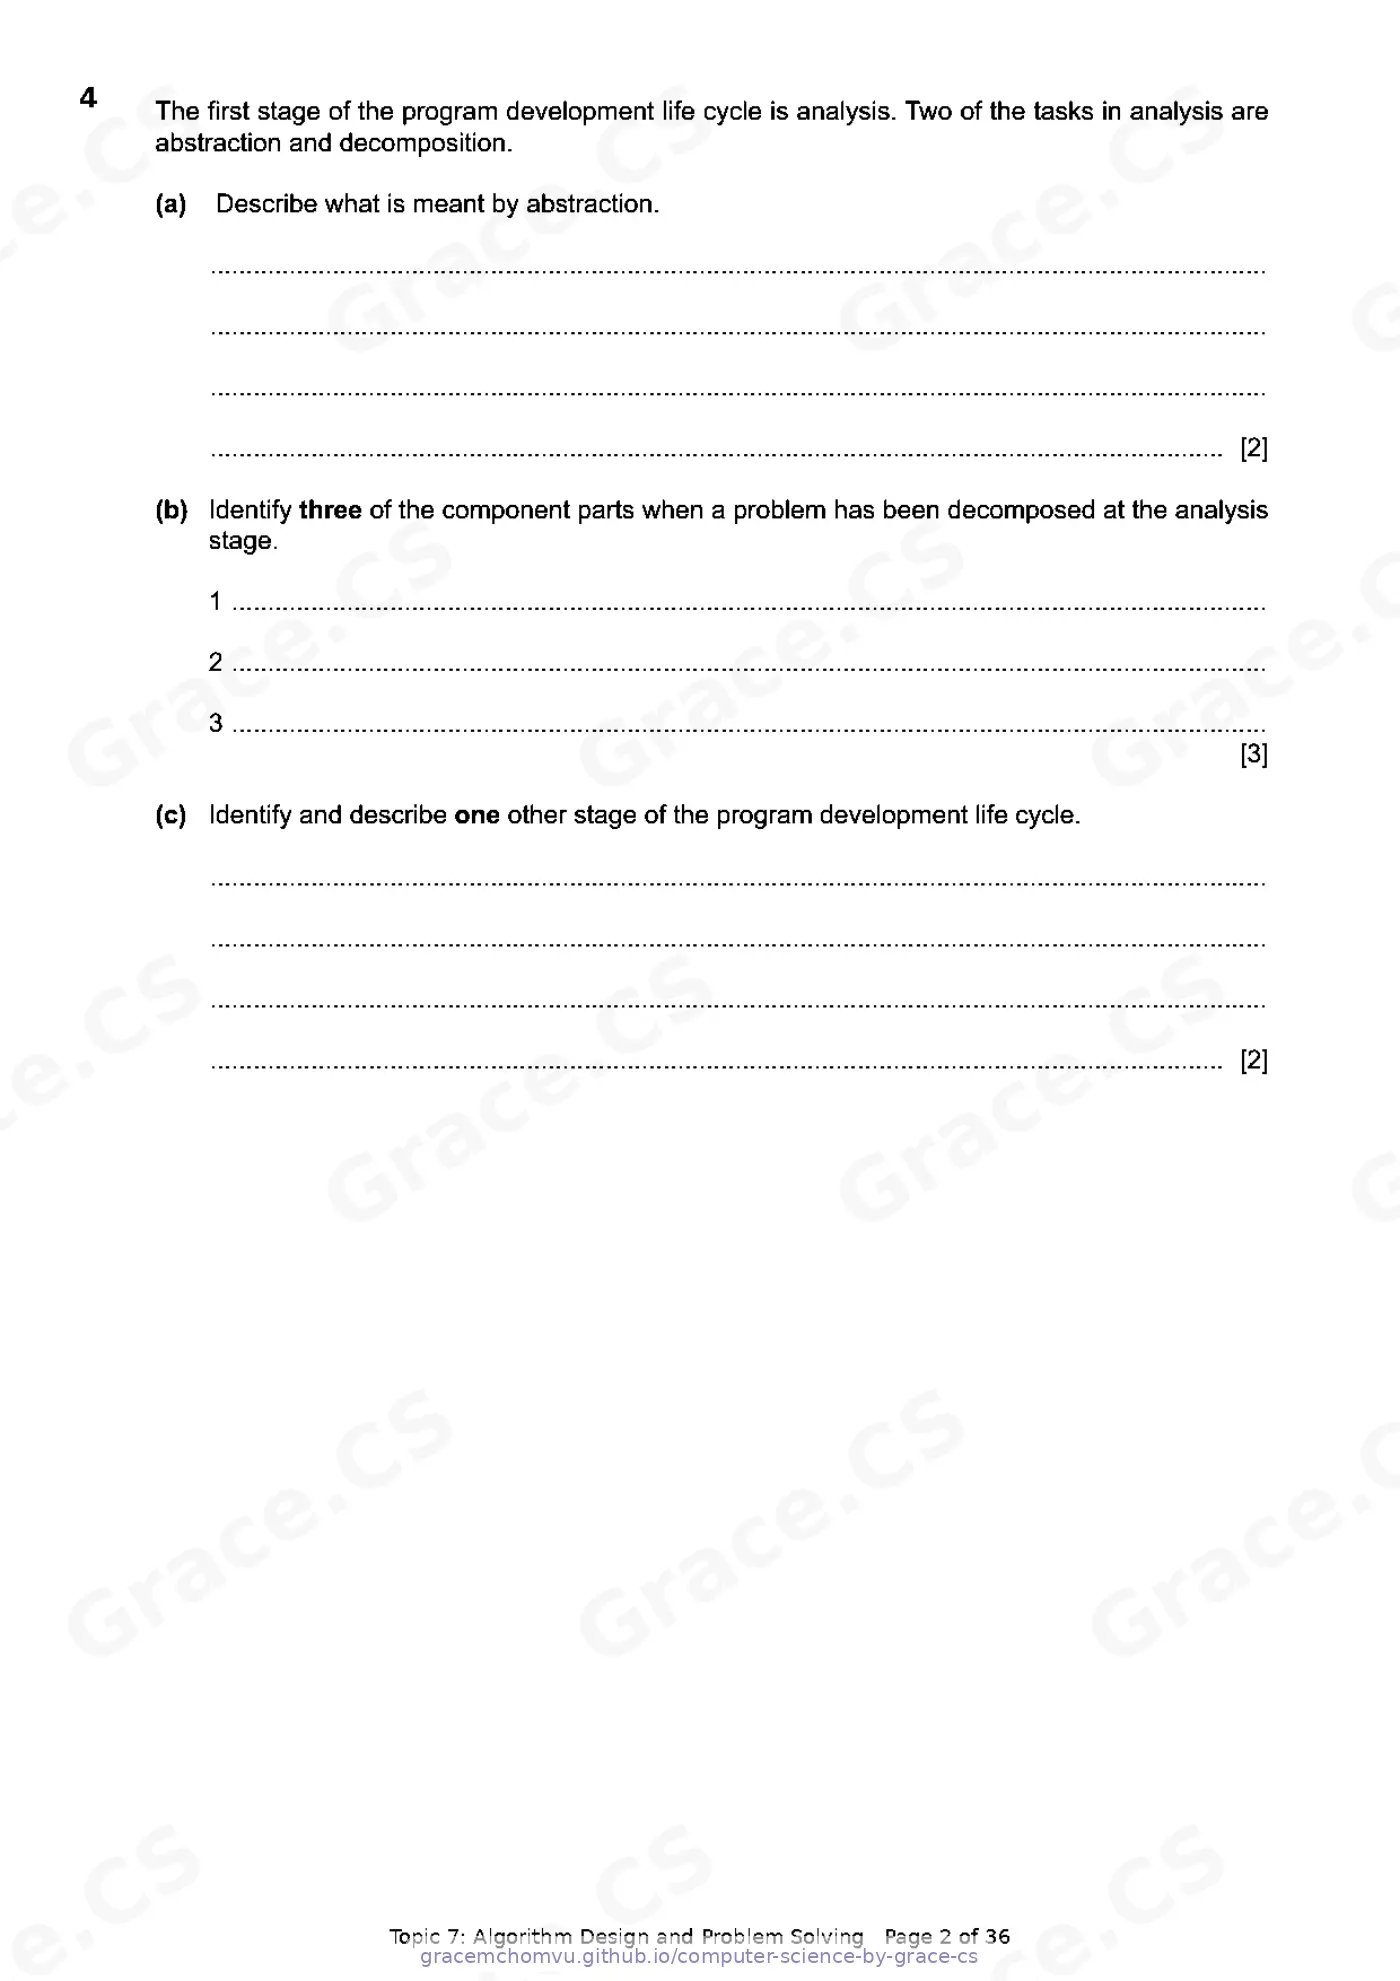 4
The first stage of the program development life cycle is analysis. Two of the tasks in analysis are
abstraction and decomposition.
(a) Describe what is meant by abstraction.
[2]
(b) Identify three of the component parts when a problem has been decomposed at the analysis
stage.
1
2
3
[3]
(c) Identify and describe one other stage of the program development life cycle.
[2]
Topic 7: Algorithm Design and Problem Solving Page 2 of 36
gracemchomvu.github.io/computer-science-by-grace-cs
Grace.CS